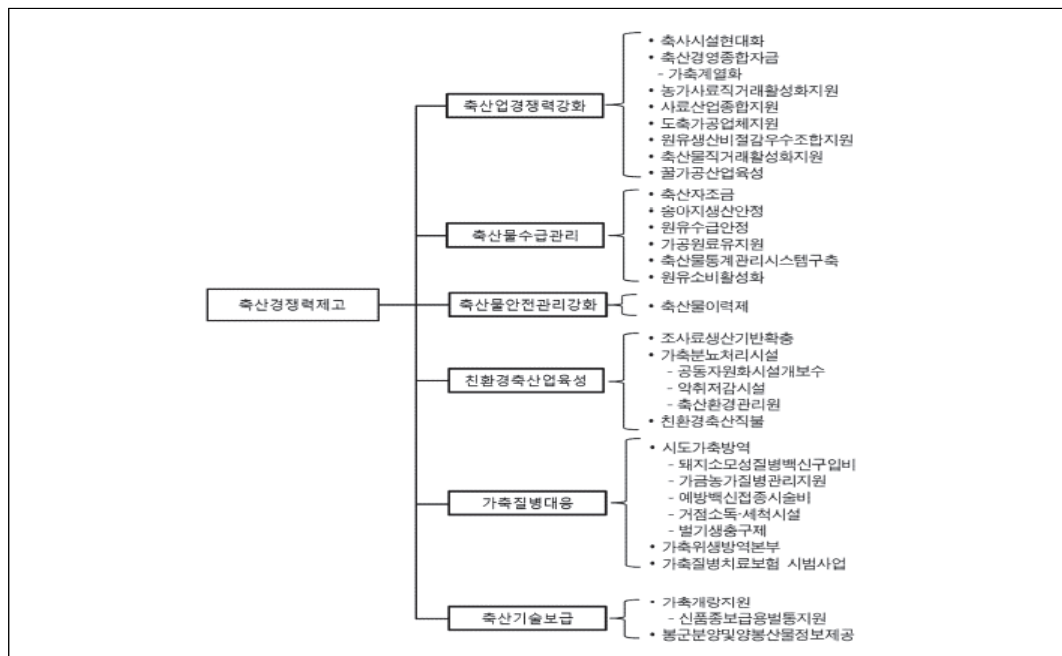 축산경쟁력제고
축산업경쟁력강화
• 축사시설현대화
• 축산경영종합자금
- 가축계열화
• 농가사료직거래활성화지원
• 사료산업종합지원
• 도축가공업체지원
• 원유생산비절감우수조합지원
• 축산물직거래활성화지원
• 꿀가공산업육성
축산물수급관리
• 축산자조금
• 송아지생산안정
• 원유수급안정
• 가공원료유지원
• 축산물통계관리시스템구축
• 원유소비활성화
축산물안전관리강화
• 축산물이력제
친환경축산업육성
• 조사료생산기반확충
• 가축분뇨처리시설
- 공동자원화시설개보수
- 악취저감시설
- 축산환경관리원
• 친환경축산직불
가축질병대응
• 시도가축방역
- 돼지소모성질병백신구입비
- 가금농가질병관리지원
- 예방백신접종시술비
- 거점소독·세척시설
- 벌기생충구제
• 가축위생방역본부
• 가축질병치료보험 시범사업
축산기술보급
• 가축개량지원
- 신품종보급용벌통지원
• 봉군분양및양봉산물정보제공